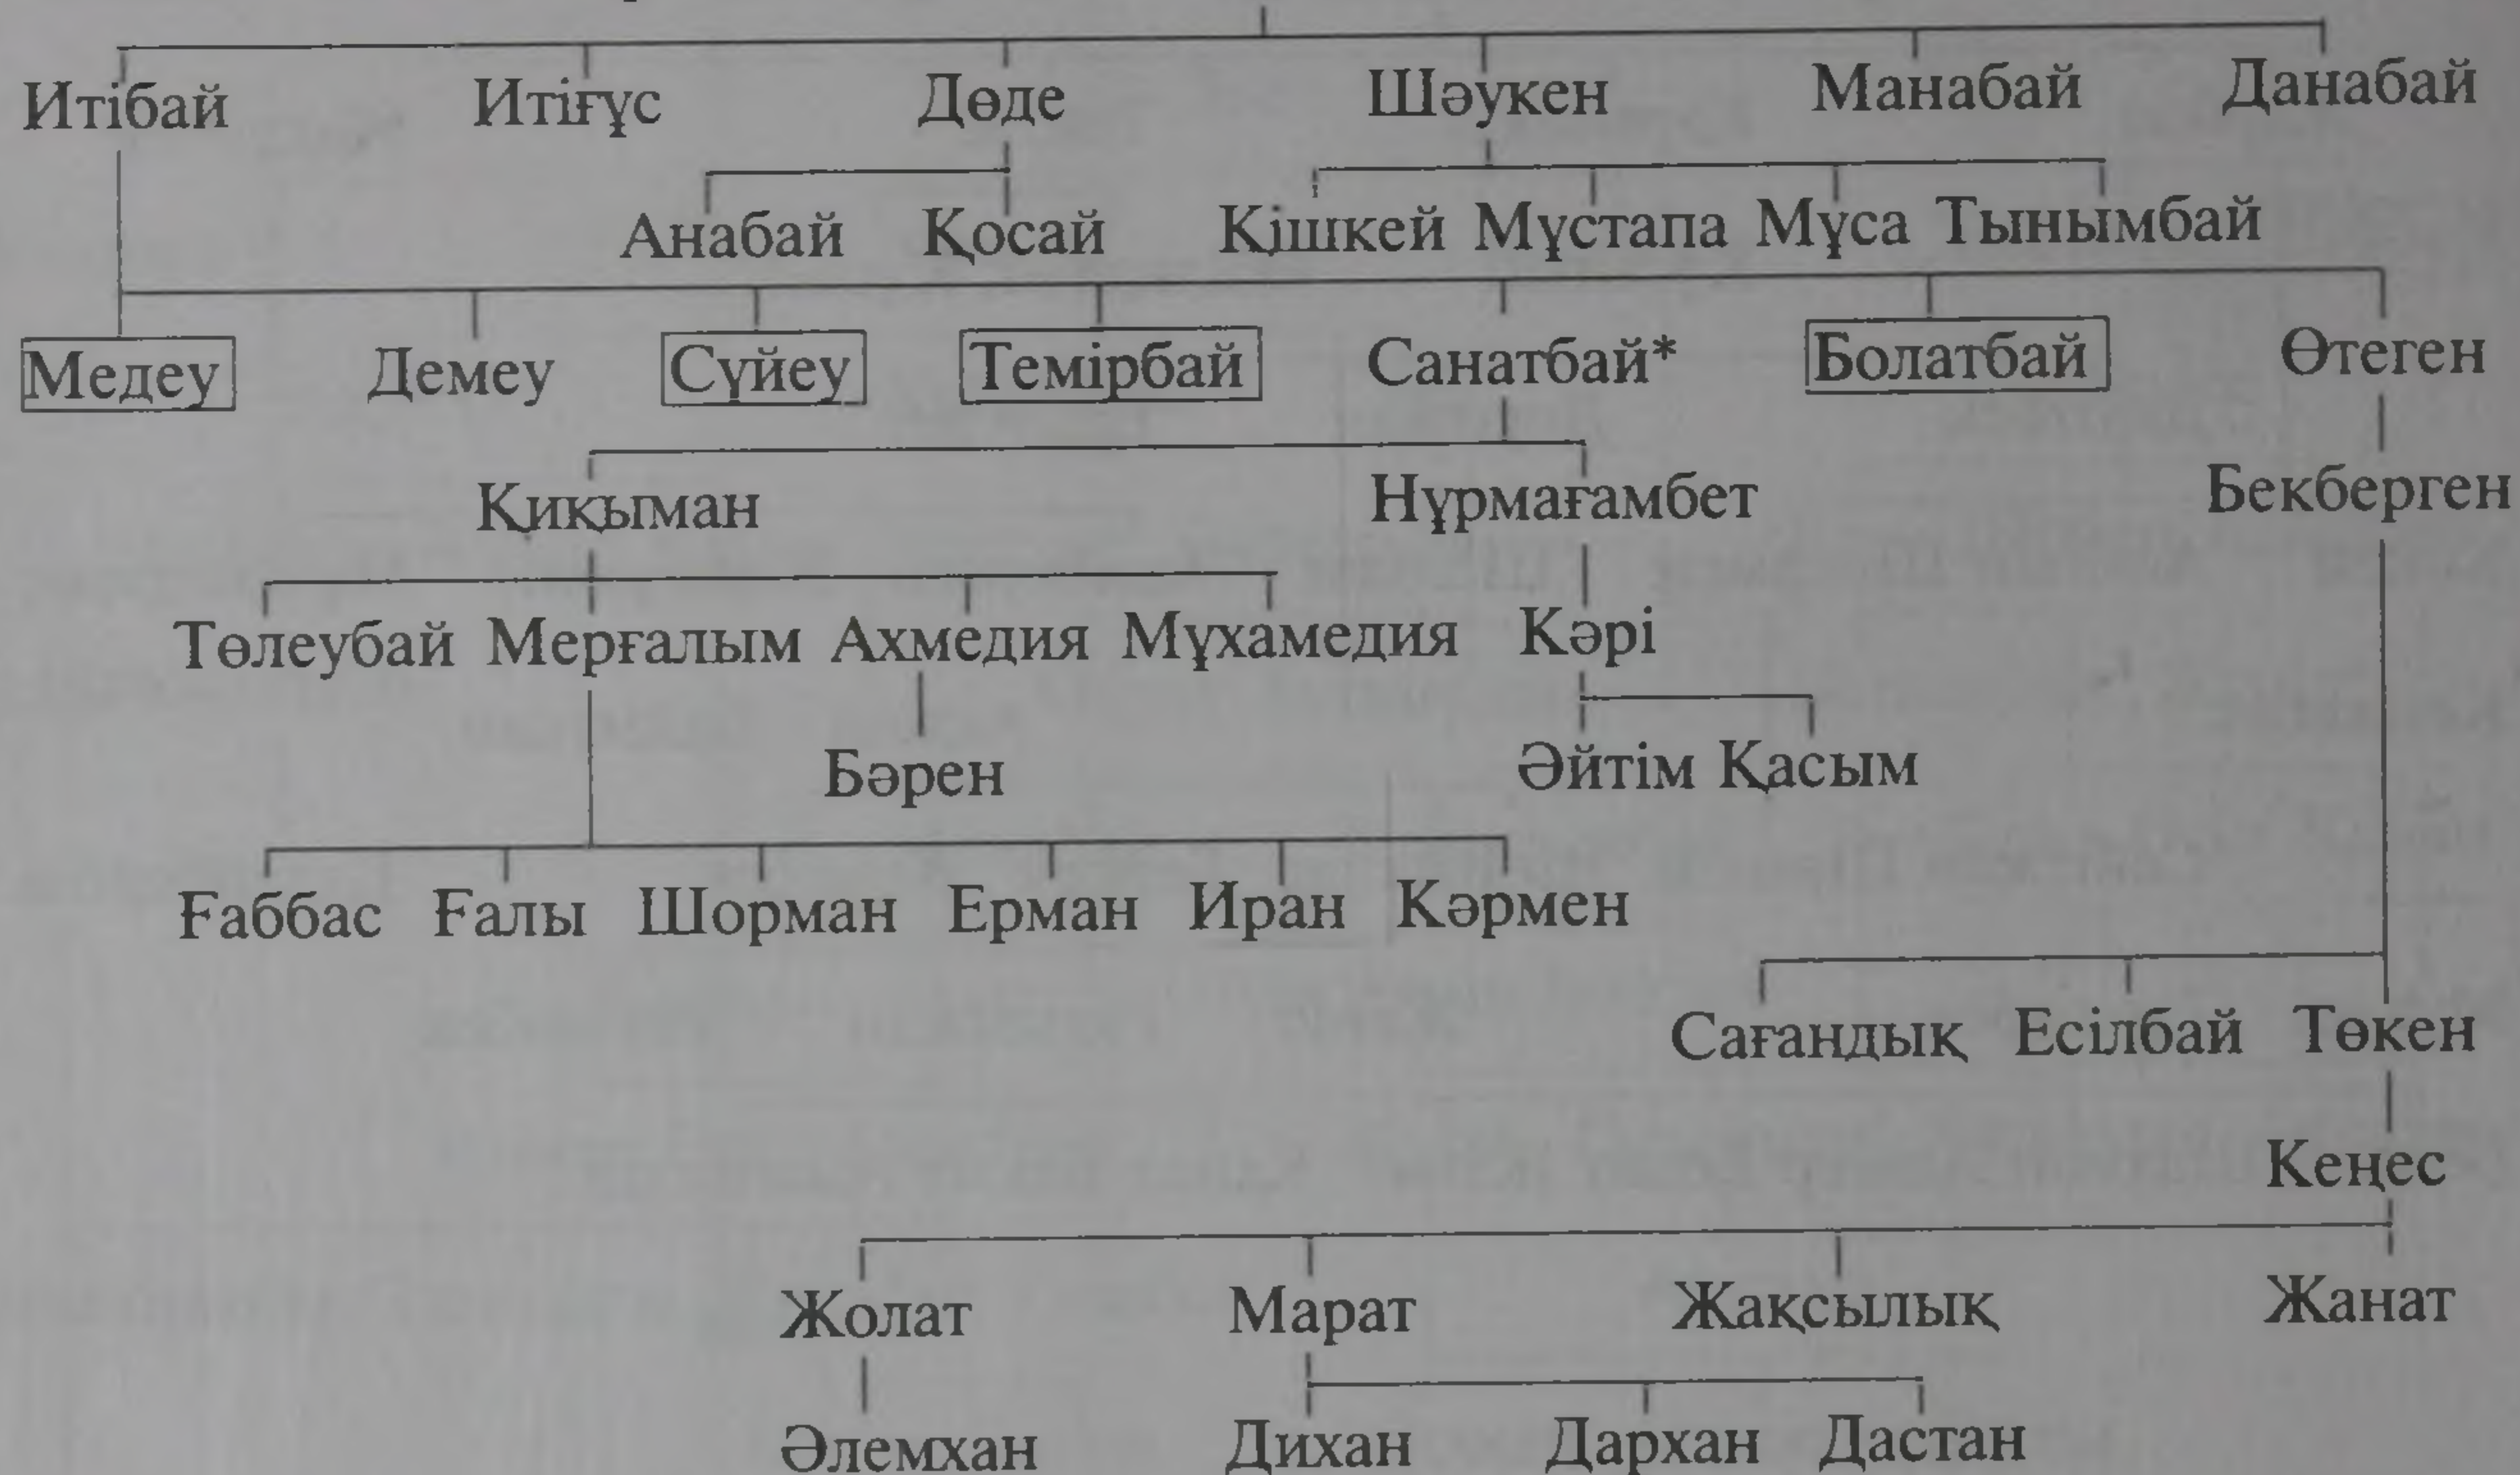 Итібай Итіғұс Дөде Шәукен Манабай Данабай
Анабай Қосай Кішкей Мұстапа Мұса Тынымбай
Медеу Демеу Сүйеу Темірбай Санатбай* Болатбай Өтеген
Қиқыман Нұрмағамбет Бекберген
Төлеубай Мерғалым Ахмедия Мұхамедия Кәрі
Бәрен Әйтім Қасым
Ғаббас Ғалы Шорман Ерман Иран Кәрмен
Сағандық Есілбай Төкен
Кеңес
Жолат Марат Жақсылық Жанат
Әлемхан Дихан Дархан Дастан